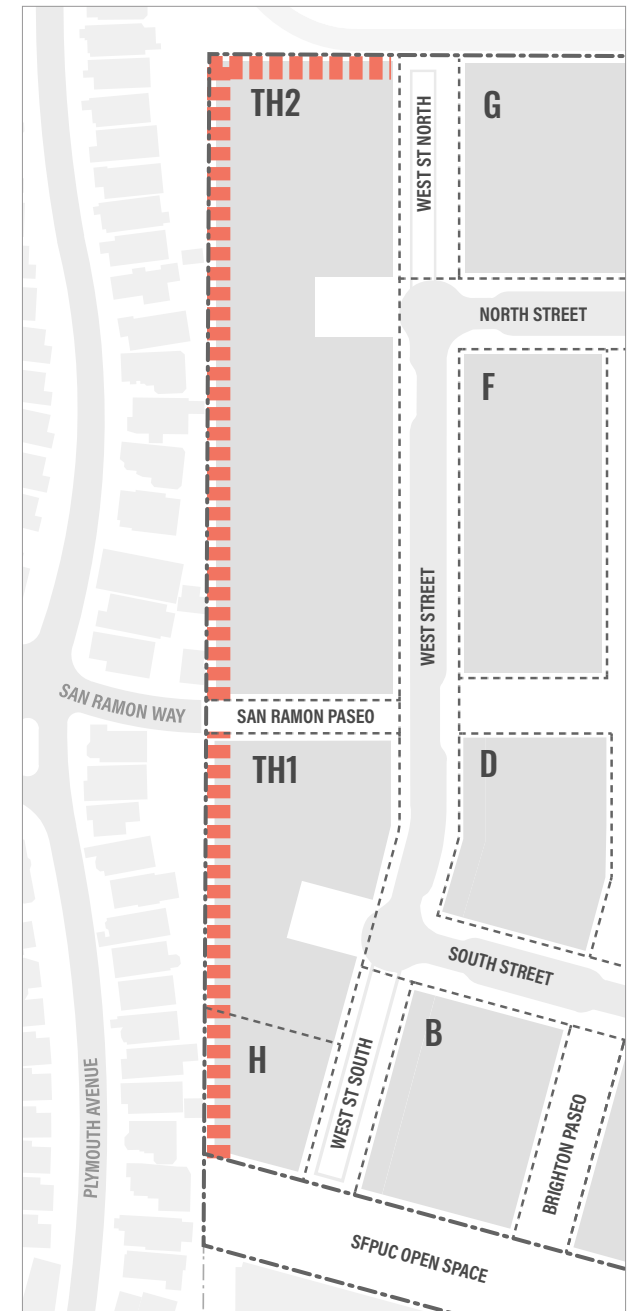 TH2
WEST ST NORTH
G
NORTH STREET
F
WEST STREET
SAN RAMON WAY
SAN RAMON PASEO
TH1
D
SOUTH STREET
H
WEST ST SOUTH
B
PLYMOUTH AVENUE
BRIGHTON PASEO
SFPUC OPEN SPACE